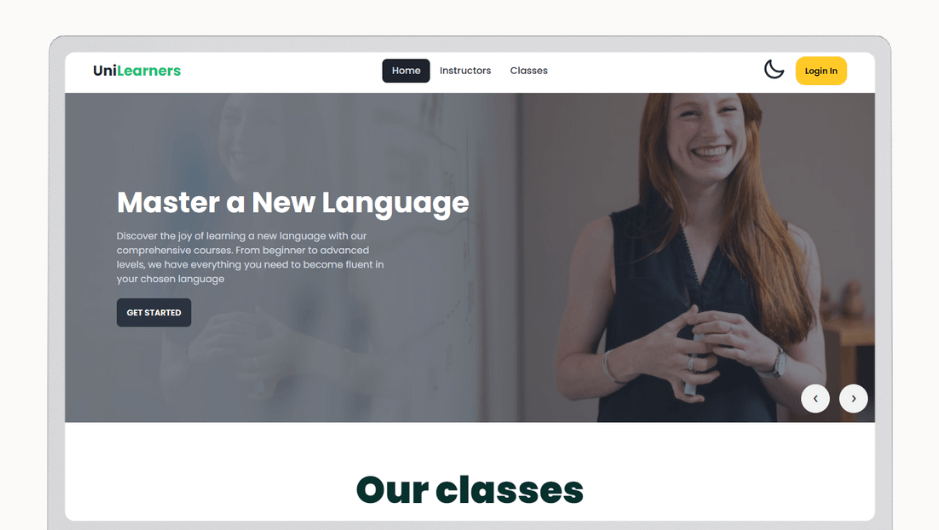 UniLearners
Home
Instructors
Classes
Login In
Master a New Language
Discover the joy of learning a new language with our
comprehensive courses. From beginner to advanced
levels, we have everything you need to become fluent in
your chosen language
GET STARTED
Our classes